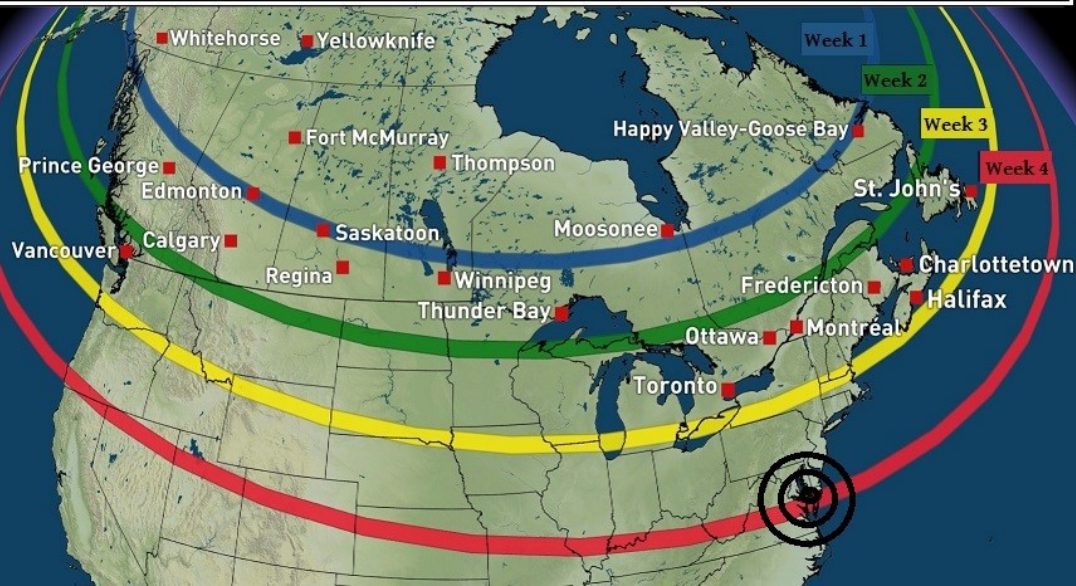 Whitehorse
Yellowknife
Week 1
Week 2
Week 3
Week 4
Fort McMurray
Happy Valley-Goose Bay
Prince George
Thompson
Edmonton
St. John's
Vancouver
Calgary
Saskatoon
Moosonee
Regina
Winnipeg
Charlottetown
Fredericton
Halifax
Thunder Bay
Ottawa
Montréal
Toronto